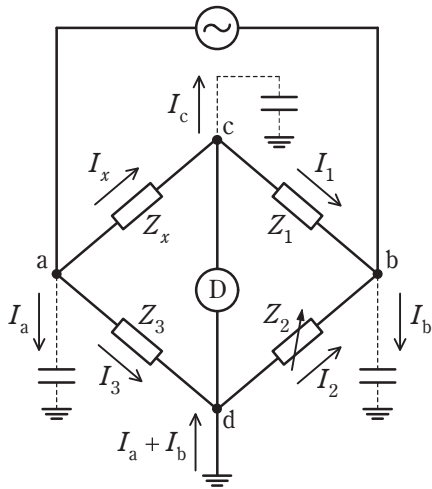 I_c
c
I_x
I_1
Z_x
Z_1
a
D
b
I_a
Z_3
Z_2
I_b
I_3
I_2
d
I_a + I_b